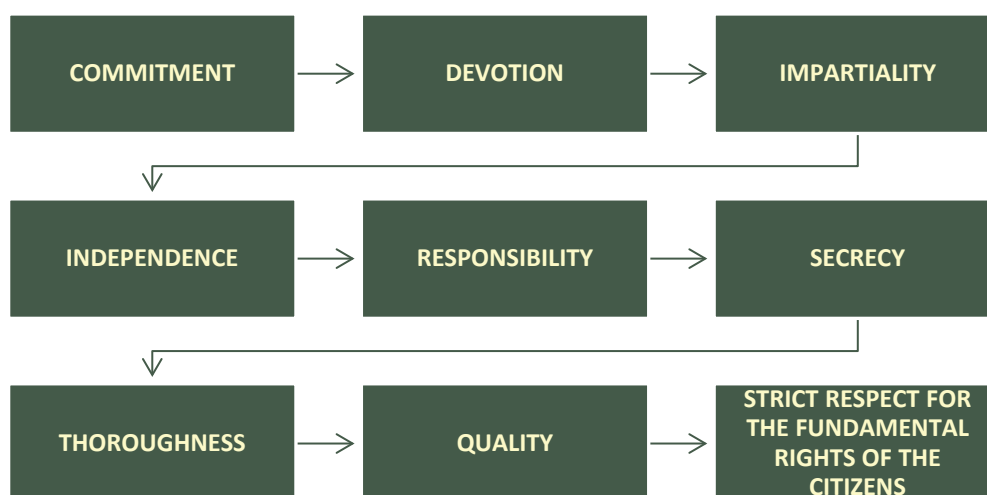 COMMITMENT
DEVOTION
IMPARTIALITY
INDEPENDENCE
RESPONSIBILITY
SECRECY
THOROUGHNESS
QUALITY
STRICT RESPECT FOR
THE FUNDAMENTAL
RIGHTS OF THE
CITIZENS